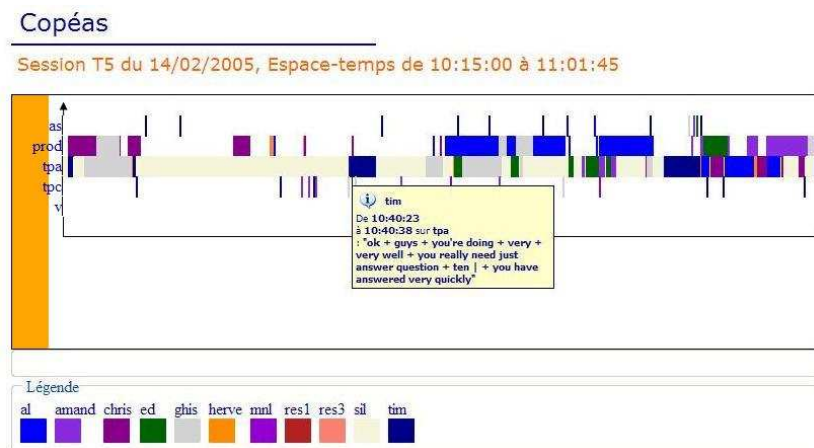 Copéas
Session T5 du 14/02/2005, Espace-temps de 10:15:00 à 11:01:45
as
prod
tpa
tpc
v
tim
De 10:40:23
à 10:40:38 sur tpa
: "ok + guys + you're doing + very +
very well + you really need just
answer question + ten | + you have
answered very quickly"
Légende
al amand chris ed ghis herve mnl res1 res3 sil tim